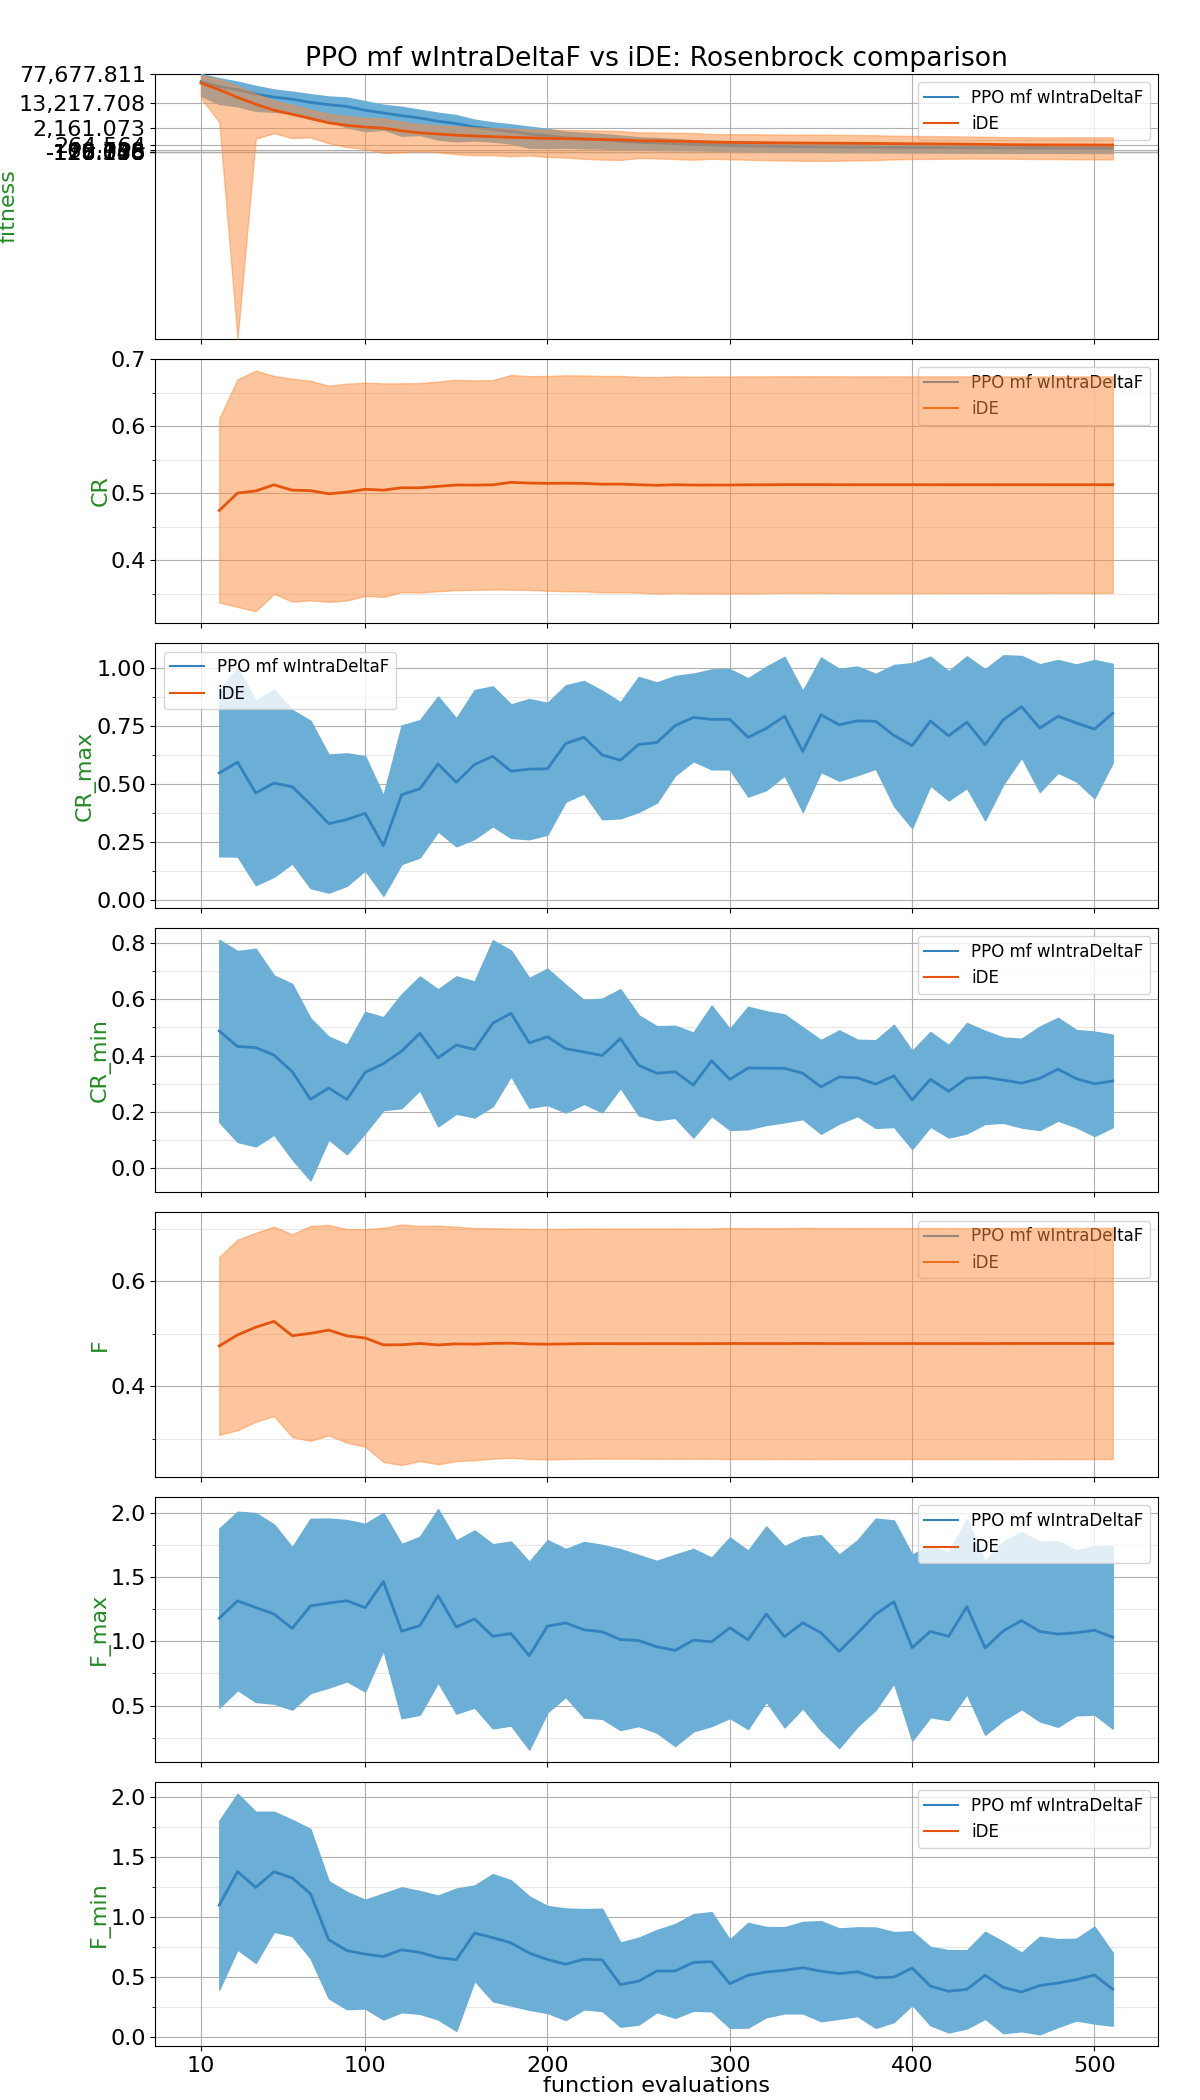 PPO mf wIntraDeltaF vs iDE: Rosenbrock comparison
77,677.811
13,217.708
2,161.073
fitness
PPO mf wIntraDeltaF
iDE
0.7
0.6
0.5
0.4
CR
PPO mf wIntraDeltaF
iDE
1.00
0.75
0.50
0.25
0.00
CR_max
PPO mf wIntraDeltaF
iDE
0.8
0.6
0.4
0.2
0.0
CR_min
PPO mf wIntraDeltaF
iDE
0.6
0.4
F
PPO mf wIntraDeltaF
iDE
2.0
1.5
1.0
0.5
F_max
PPO mf wIntraDeltaF
iDE
2.0
1.5
1.0
0.5
0.0
F_min
PPO mf wIntraDeltaF
iDE
10 100 200 300 400 500
function evaluations